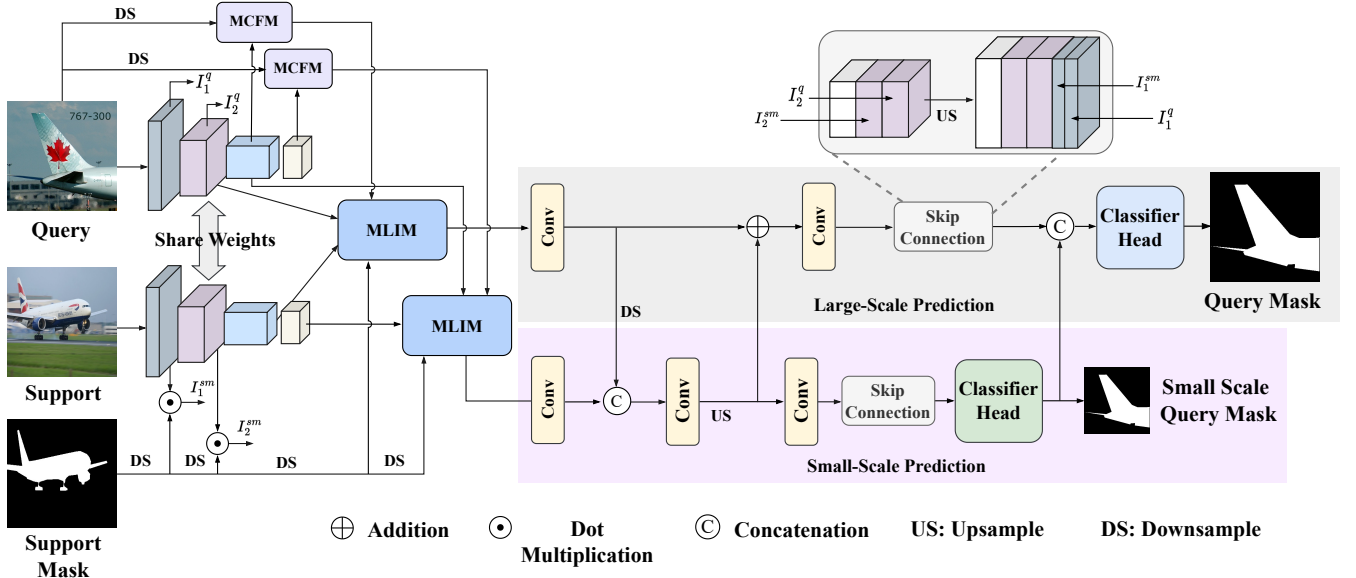 DS
MCFM
DS
MCFM
I_1^q
I_2^q
767-300
Query
Share Weights
MLIM
MLIM
Support
I_1^{sm}
I_2^{sm}
DS
DS
DS
DS
Support
Mask
I_2^q
I_2^{sm}
US
I_1^{sm}
I_1^q
Conv
Conv
Skip
Connection
C
Classifier
Head
Query Mask
Large-Scale Prediction
DS
Conv
C
Conv
US
Conv
Skip
Connection
Classifier
Head
Small Scale
Query Mask
Small-Scale Prediction
Addition
Dot
Multiplication
C
Concatenation
US: Upsample
DS: Downsample